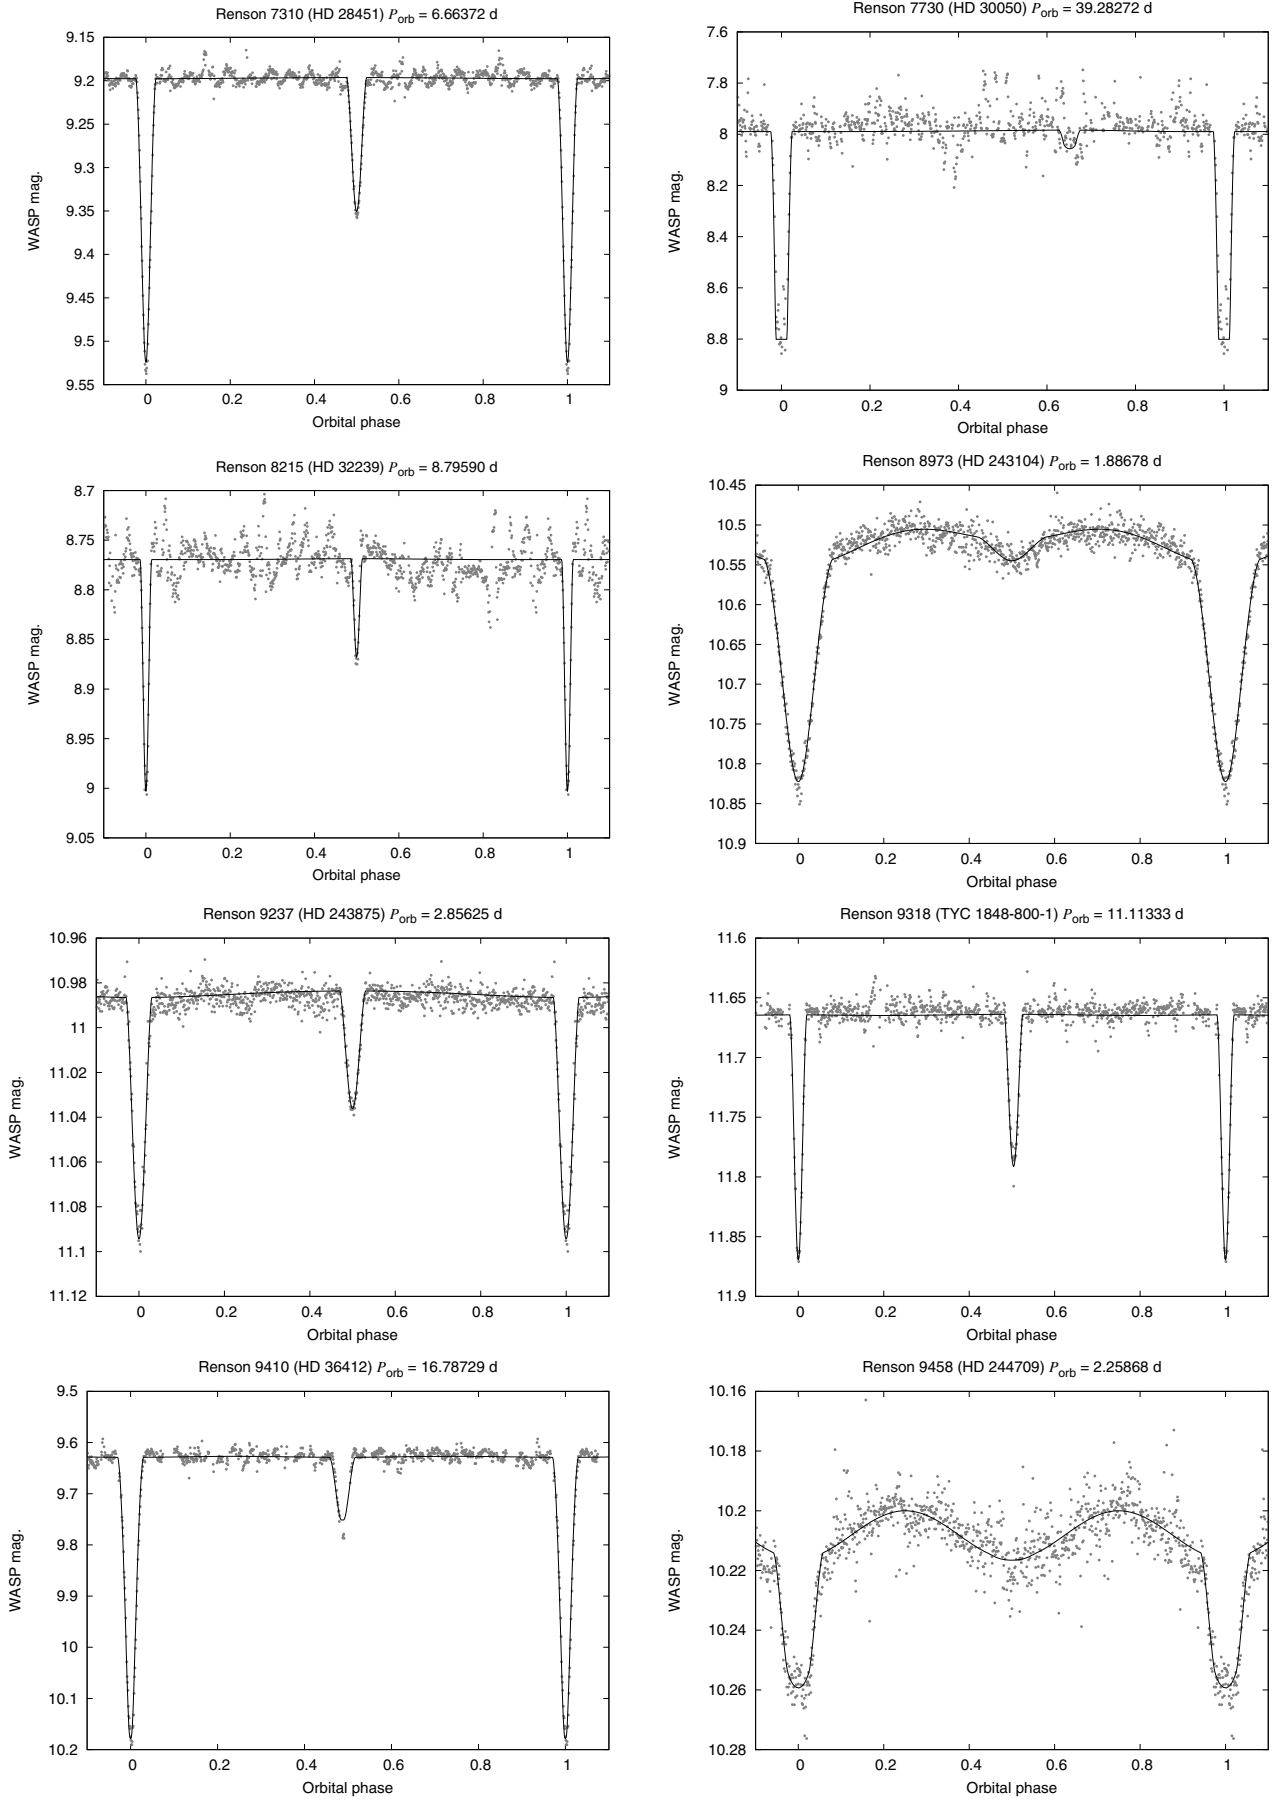 Renson 7310 (HD 28451) Porb = 6.66372 d
9.15
9.2
9.25
9.3
9.35
9.4
9.45
9.5
9.55
WASP mag.
0 0.2 0.4 0.6 0.8 1
Orbital phase
Renson 7730 (HD 30050) Porb = 39.28272 d
7.6
7.8
8
8.2
8.4
8.6
8.8
9
WASP mag.
0 0.2 0.4 0.6 0.8 1
Orbital phase
Renson 8215 (HD 32239) Porb = 8.79590 d
8.7
8.75
8.8
8.85
8.9
8.95
9
9.05
WASP mag.
0 0.2 0.4 0.6 0.8 1
Orbital phase
Renson 8973 (HD 243104) Porb = 1.88678 d
10.45
10.5
10.55
10.6
10.65
10.7
10.75
10.8
10.85
10.9
WASP mag.
0 0.2 0.4 0.6 0.8 1
Orbital phase
Renson 9237 (HD 243875) Porb = 2.85625 d
10.96
10.98
11
11.02
11.04
11.06
11.08
11.1
11.12
WASP mag.
0 0.2 0.4 0.6 0.8 1
Orbital phase
Renson 9318 (TYC 1848-800-1) Porb = 11.11333 d
11.6
11.65
11.7
11.75
11.8
11.85
11.9
WASP mag.
0 0.2 0.4 0.6 0.8 1
Orbital phase
Renson 9410 (HD 36412) Porb = 16.78729 d
9.5
9.6
9.7
9.8
9.9
10
10.1
10.2
WASP mag.
0 0.2 0.4 0.6 0.8 1
Orbital phase
Renson 9458 (HD 244709) Porb = 2.25868 d
10.16
10.18
10.2
10.22
10.24
10.26
10.28
WASP mag.
0 0.2 0.4 0.6 0.8 1
Orbital phase